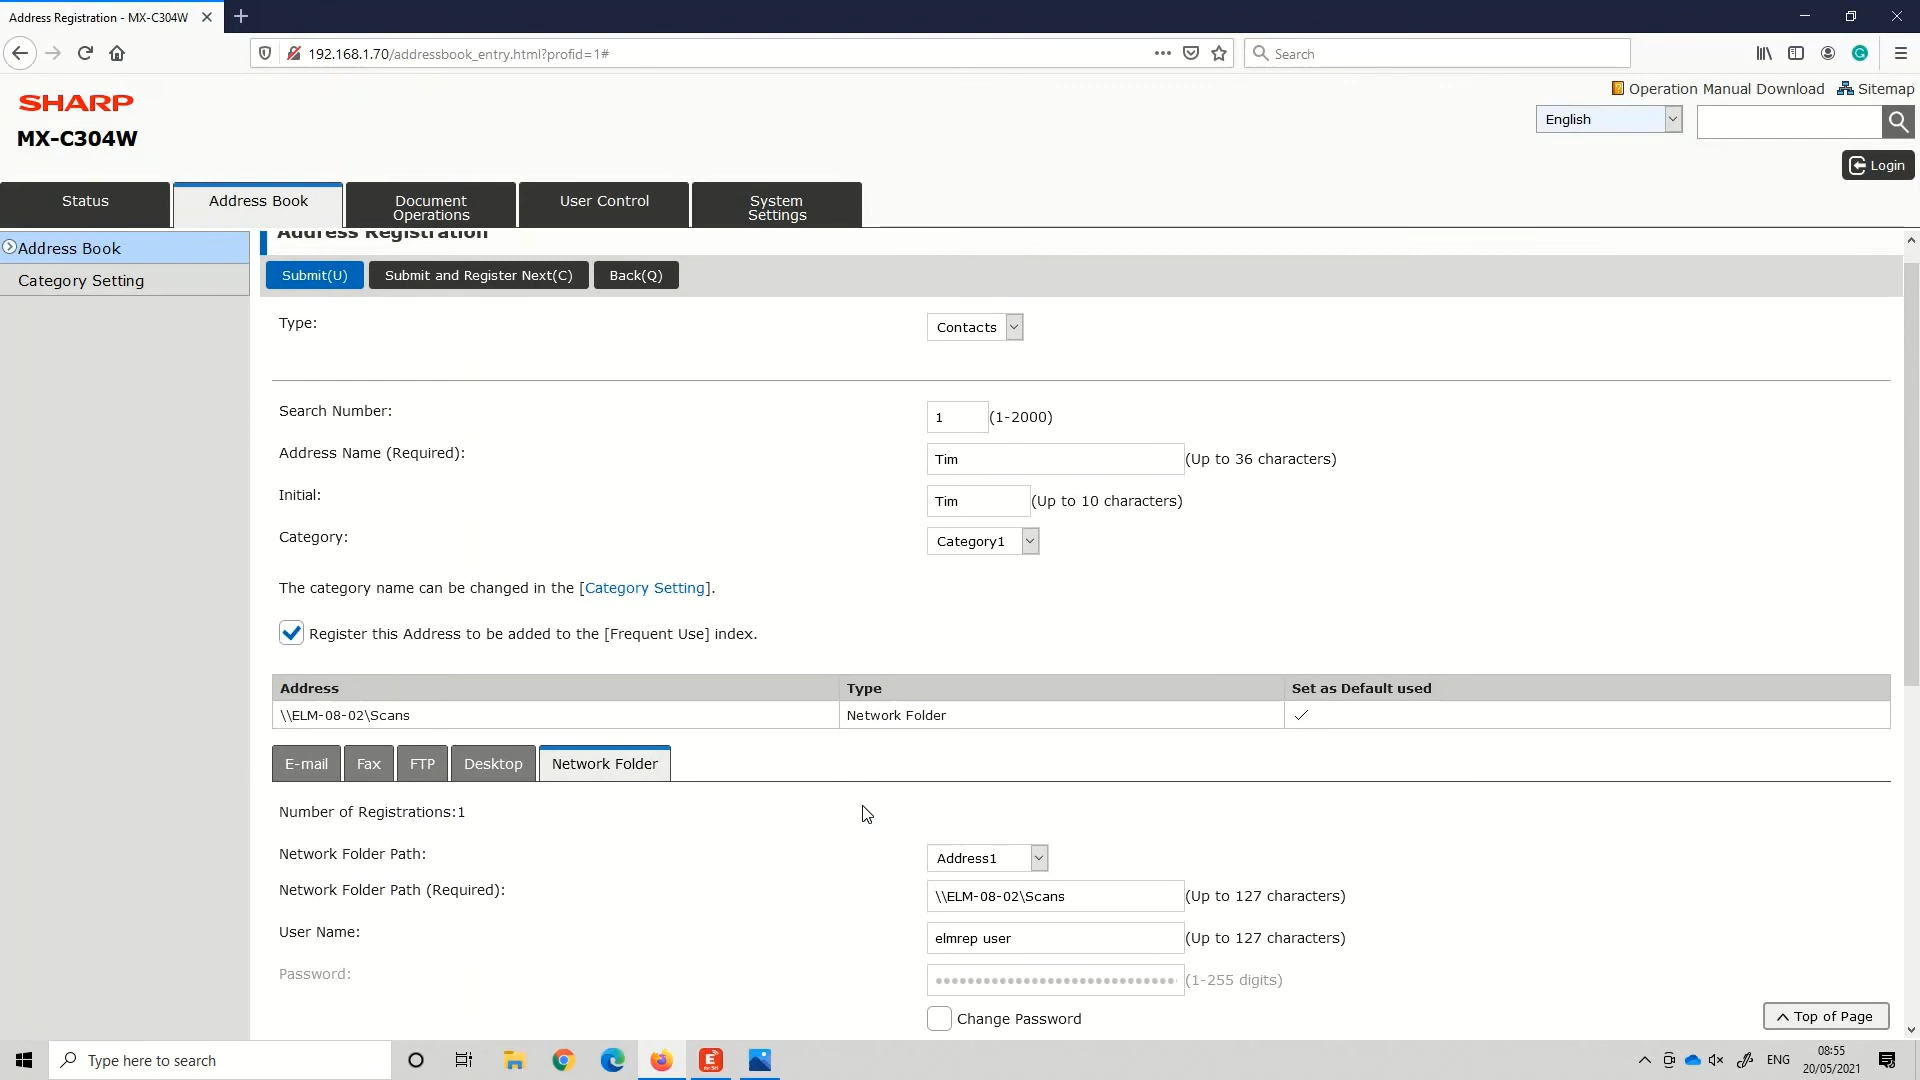 Address Registration - MX-C304W
192.168.1.70/addressbook_entry.html?profid=1#
Search
SHARP
MX-C304W
Operation Manual Download
Sitemap
English
Login
Status
Address Book
Document
Operations
User Control
System
Settings
Address Book
Category Setting
Address Registration
Submit(U)
Submit and Register Next(C)
Back(Q)
Type:
Contacts
Search Number:
1
(1-2000)
Address Name (Required):
Tim
(Up to 36 characters)
Initial:
Tim
(Up to 10 characters)
Category:
Category1
The category name can be changed in the [Category Setting].
Register this Address to be added to the [Frequent Use] index.
Address
Type
Set as Default used
\\ELM-08-02\Scans
Network Folder
E-mail
Fax
FTP
Desktop
Network Folder
Number of Registrations:1
Network Folder Path:
Address1
Network Folder Path (Required):
\\ELM-08-02\Scans
(Up to 127 characters)
User Name:
elmrep user
(Up to 127 characters)
Password:
(1-255 digits)
Change Password
Top of Page
Type here to search
ENG
08:55
20/05/2021